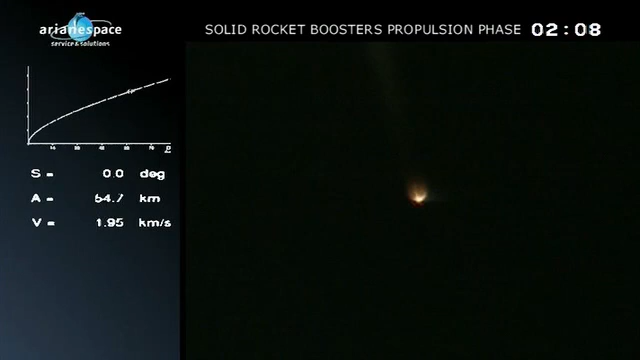 arianespace
service & solutions
SOLID ROCKET BOOSTERS PROPULSION PHASE 02:08
S = 0.0 deg
A = 54.7 km
V = 1.95 km/s